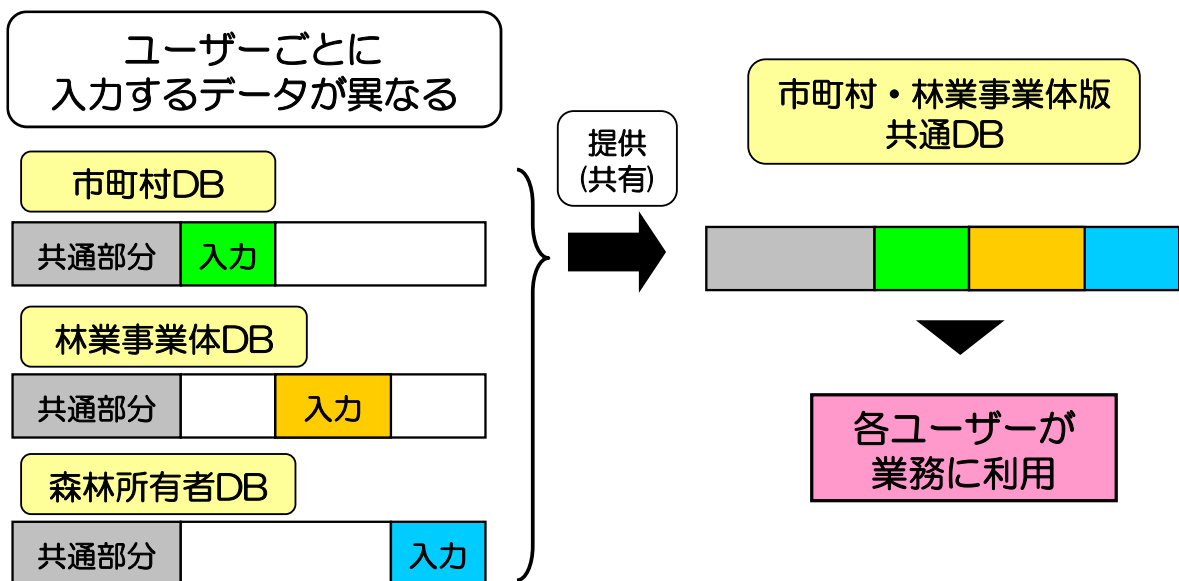 ユーザーごとに
入力するデータが異なる
市町村DB
共通部分
入力
林業事業体DB
共通部分
入力
森林所有者DB
共通部分
入力
提供
(共有)
市町村・林業事業体版
共通DB
各ユーザーが
業務に利用